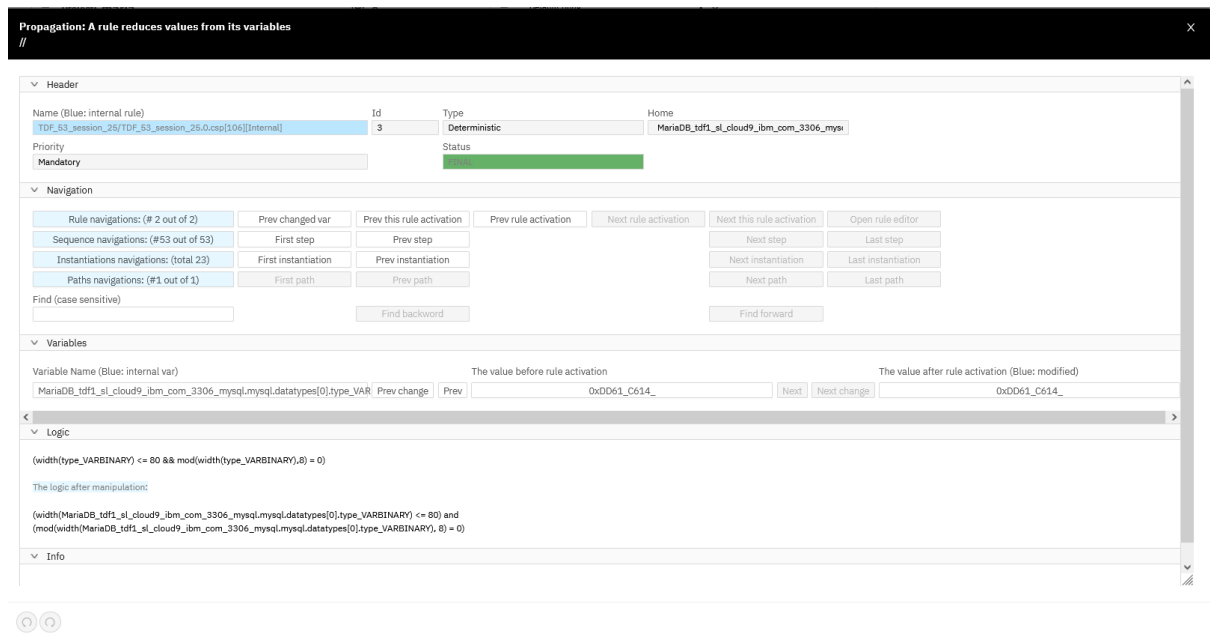 Propagation: A rule reduces values from its variables X
//
Header
Name (Blue: internal rule) Id Type Home
TDF_53_session_25/TDF_53_session_25.0.csp[106][Internal] 3 Deterministic MariaDB_tdf1_sl_cloud9_ibm_com_3306_mys
Priority Status
Mandatory FINAL
Navigation
Rule navigations: (# 2 out of 2) Prev changed var Prev this rule activation Prev rule activation Next rule activation Next this rule activation Open rule editor
Sequence navigations: (#53 out of 53) First step Prev step Next step Last step
Instantiations navigations: (total 23) First instantiation Prev instantiation Next instantiation Last instantiation
Paths navigations: (#1 out of 1) First path Prev path Next path Last path
Find (case sensitive)
Find backword Find forward
Variables
Variable Name (Blue: internal var) The value before rule activation The value after rule activation (Blue: modified)
MariaDB_tdf1_sl_cloud9_ibm_com_3306_mysql.mysql.datatypes[0].type_VAR Prev change Prev 0xDD61_C614_ Next Next change 0xDD61_C614_
Logic
(width(type_VARBINARY) <= 80 && mod(width(type_VARBINARY),8) = 0)
The logic after manipulation:
(width(MariaDB_tdf1_sl_cloud9_ibm_com_3306_mysql.mysql.datatypes[0].type_VARBINARY) <= 80) and
(mod(width(MariaDB_tdf1_sl_cloud9_ibm_com_3306_mysql.mysql.datatypes[0].type_VARBINARY), 8) = 0)
Info